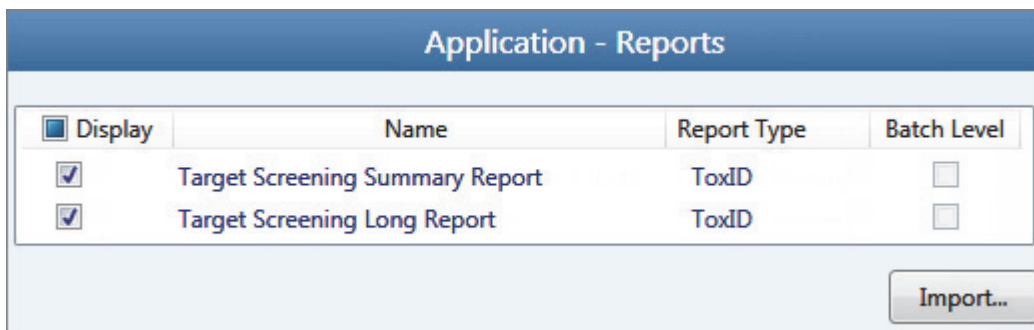 Application - Reports
Display Name Report Type Batch Level
Target Screening Summary Report ToxID
Target Screening Long Report ToxID
Import...